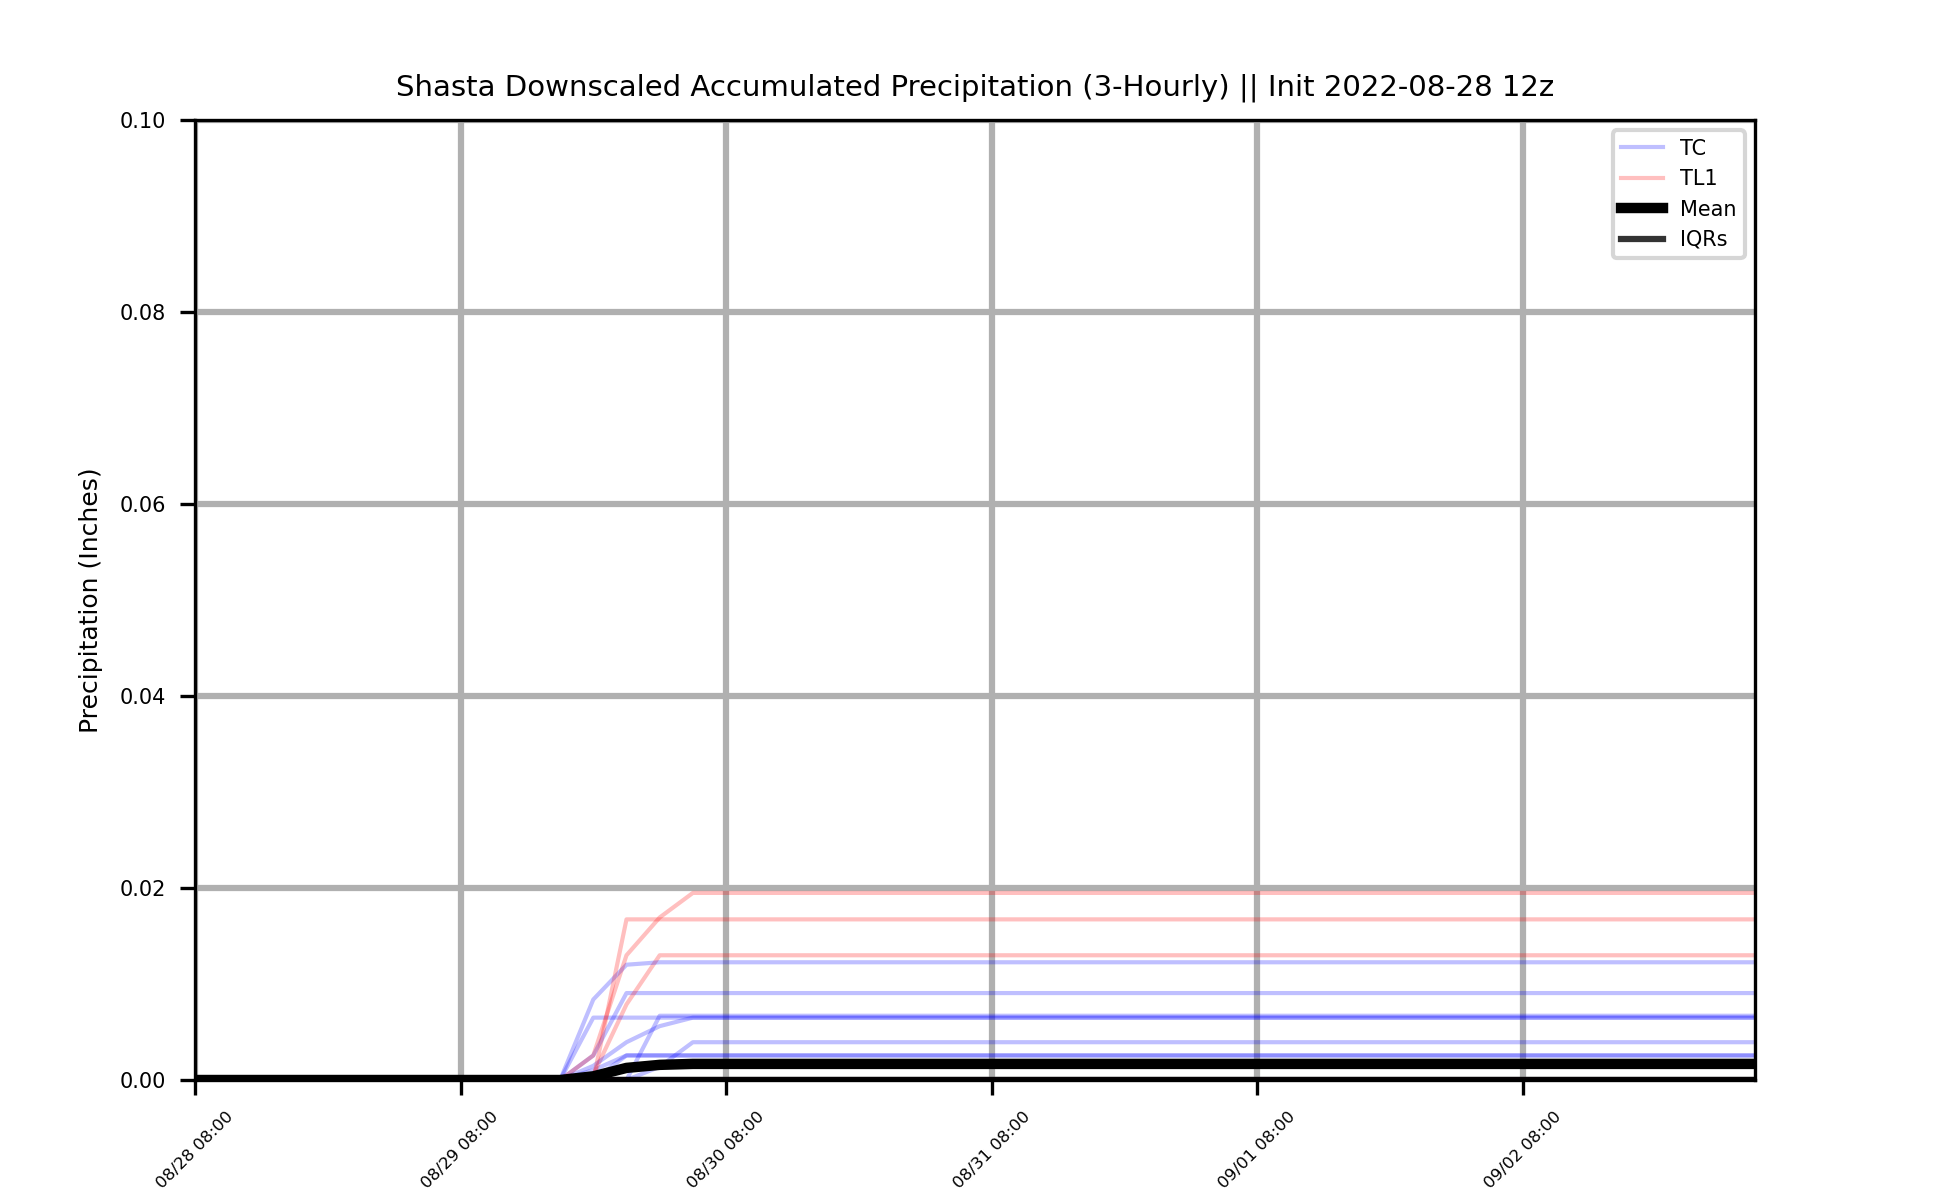 Shasta Downscaled Accumulated Precipitation (3-Hourly) || Init 2022-08-28 12z
TC
TL1
Mean
IQRs
Precipitation (Inches)
0.10
0.08
0.06
0.04
0.02
0.00
08/28 08:00
08/29 08:00
08/30 08:00
08/31 08:00
09/01 08:00
09/02 08:00